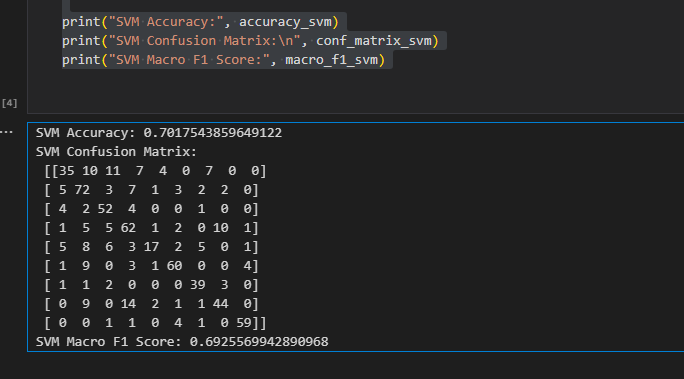 print("SVM Accuracy:", accuracy_svm)
print("SVM Confusion Matrix:\n", conf_matrix_svm)
print("SVM Macro F1 Score:", macro_f1_svm)
[4]
...
SVM Accuracy: 0.7017543859649122
SVM Confusion Matrix:
[[35 10 11  7  4  0  7  0  0]
[ 5 72  3  7  1  3  2  2  0]
[ 4  2 52  4  0  0  1  0  0]
[ 1  5  5 62  1  2  0 10  1]
[ 5  8  6  3 17  2  5  0  1]
[ 1  9  0  3  1 60  0  0  4]
[ 1  1  2  0  0  0 39  3  0]
[ 0  9  0 14  2  1  1 44  0]
[ 0  0  1  1  0  4  1  0 59]]
SVM Macro F1 Score: 0.6925569942890968